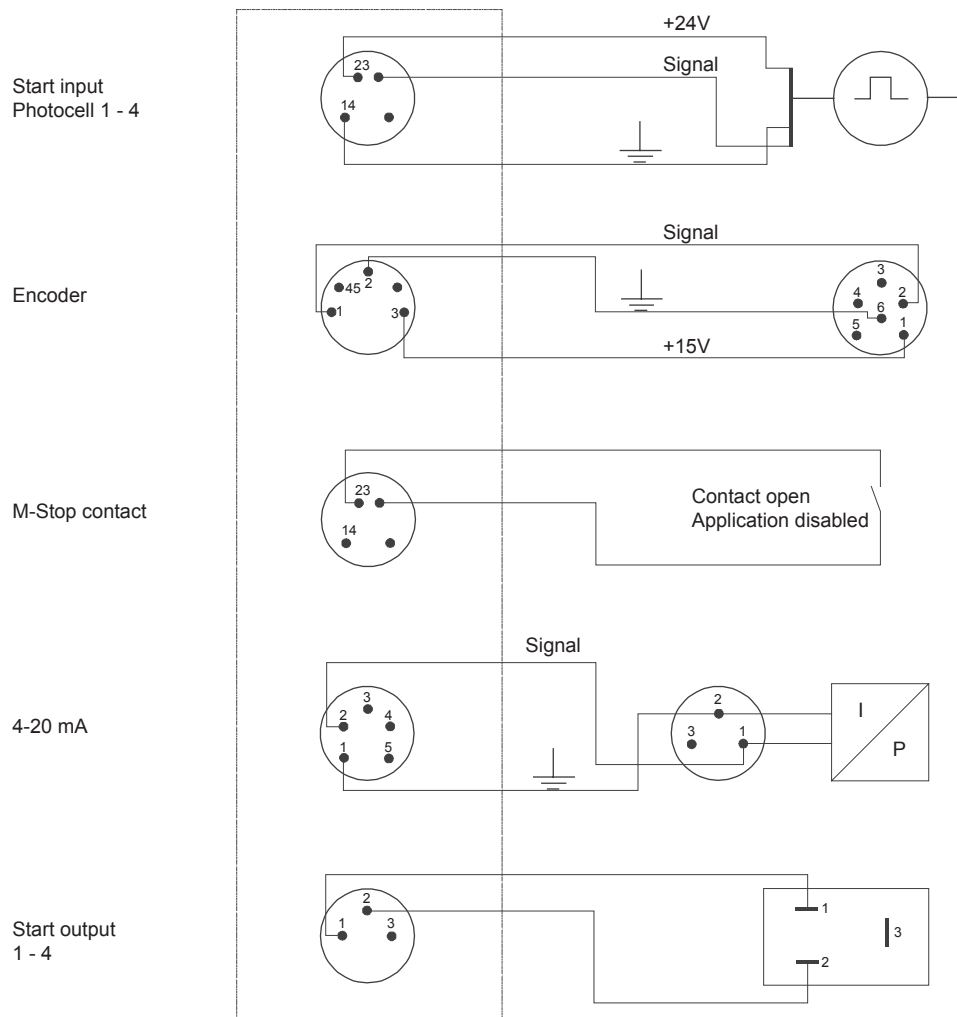 +24V
Start input
Photocell 1 - 4
23
14
Signal
Encoder
45
2
1
3
Signal
3
4
2
6
5
1
+15V
M-Stop contact
23
14
Contact open
Application disabled
4-20 mA
Signal
3
2
4
1
5
2
3
1
I
P
Start output
1 - 4
2
1
3
1
3
2